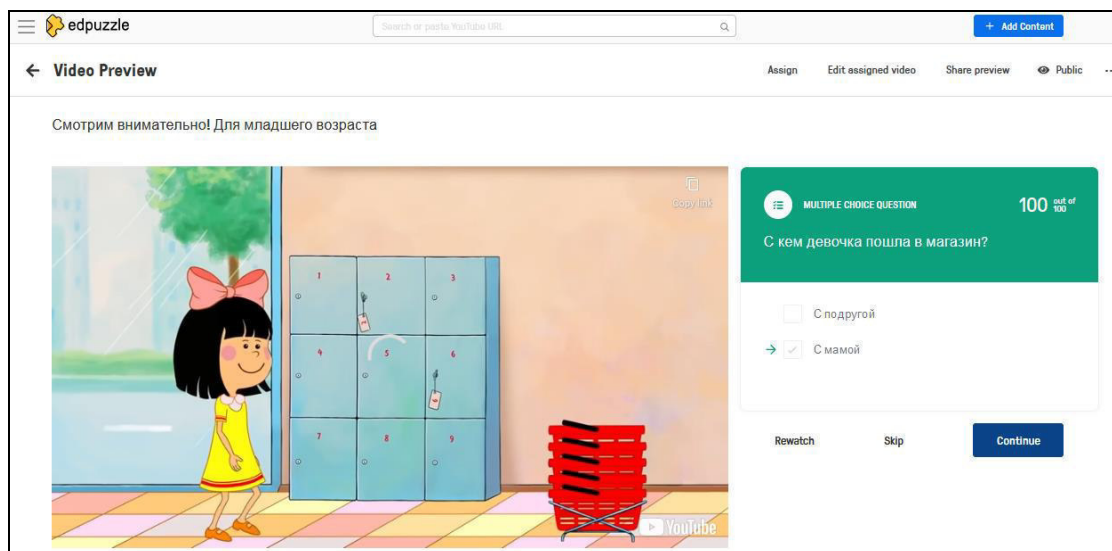 edpuzzle
Search or paste YouTube URL
+ Add Content
← Video Preview
Assign
Edit assigned video
Share preview
Public
...
Смотрим внимательно! Для младшего возраста
Copy link
1 2 3
4 5 6
7 8 9
YouTube
MULTIPLE CHOICE QUESTION
100 out of 100
С кем девочка пошла в магазин?
С подругой
→ С мамой
Rewatch
Skip
Continue